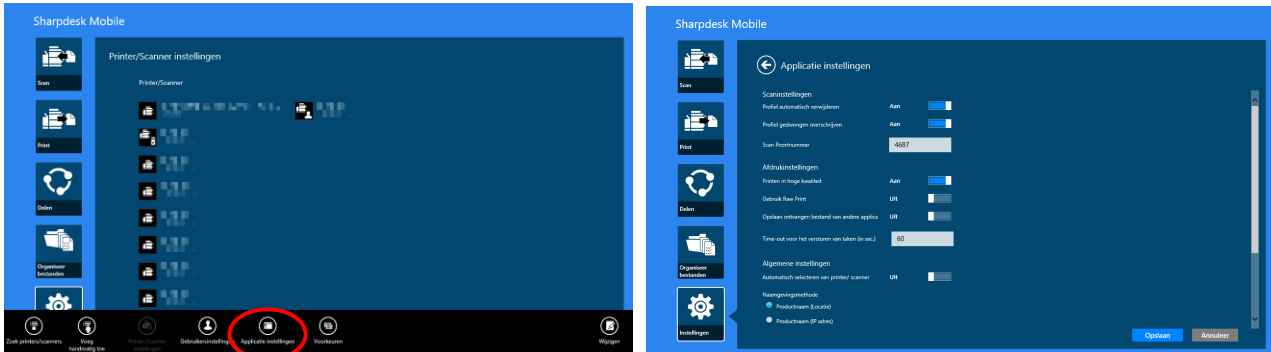 Sharpdesk Mobile
Printer/Scanner instellingen
Printer/Scanner
Scan
Print
Delen
Organiseer
bestanden
Zoek printers/scanners
Voeg
handmatig toe
Printer/Scanner
instellingen
Gebruikersinstellingen
Applicatie instellingen
Voorkeuren
Wijzigen
Sharpdesk Mobile
Scan
Print
Delen
Organiseer
bestanden
Instellingen
Applicatie instellingen
Scaninstellingen
Profiel automatisch verwijderen Aan
Profiel gedwongen overschrijven Aan
Scan Poortnummer 4687
Afdrukinstellingen
Printen in hoge kwaliteit Aan
Gebruik Raw Print Uit
Opslaan ontvangen bestand van andere applica Uit
Time-out voor het versturen van taken (in sec.) 60
Algemene instellingen
Automatisch selecteren van printer/ scanner Uit
Naamgevingsmethode
Productnaam (Locatie)
Productnaam (IP adres)
Opslaan Annuleer